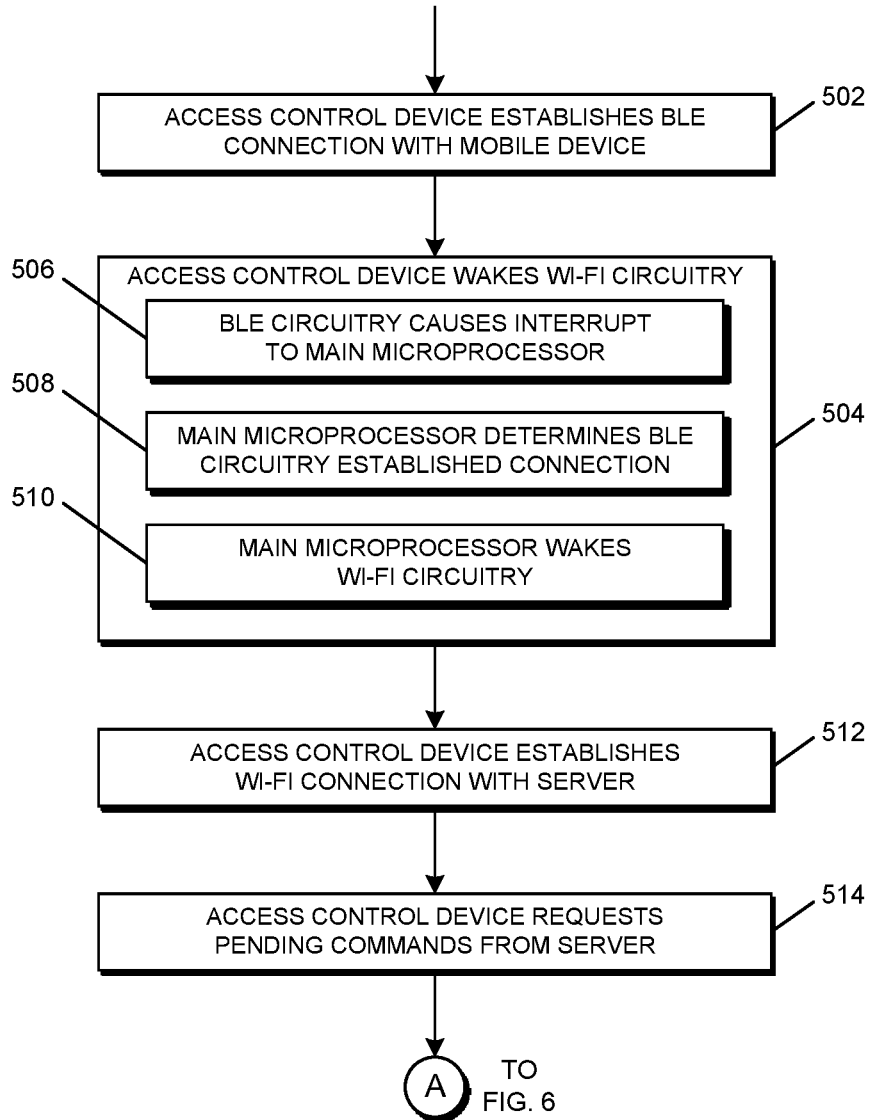 ACCESS CONTROL DEVICE ESTABLISHES BLE
CONNECTION WITH MOBILE DEVICE
502
ACCESS CONTROL DEVICE WAKES WI-FI CIRCUITRY
506
BLE CIRCUITRY CAUSES INTERRUPT
TO MAIN MICROPROCESSOR
508
504
MAIN MICROPROCESSOR DETERMINES BLE
CIRCUITRY ESTABLISHED CONNECTION
510
MAIN MICROPROCESSOR WAKES
WI-FI CIRCUITRY
512
ACCESS CONTROL DEVICE ESTABLISHES
WI-FI CONNECTION WITH SERVER
514
ACCESS CONTROL DEVICE REQUESTS
PENDING COMMANDS FROM SERVER
A
TO
FIG. 6